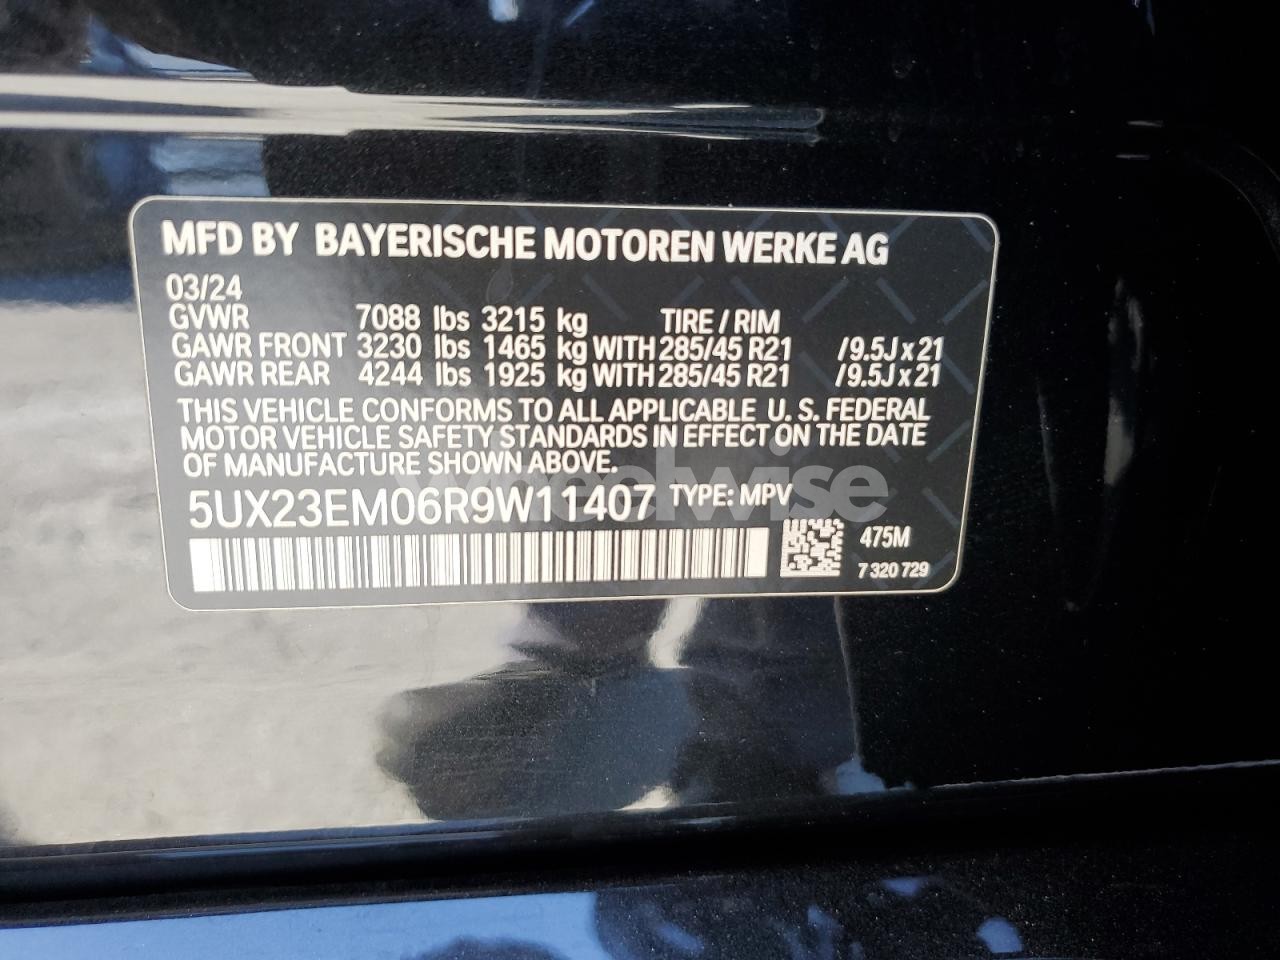 MFD BY BAYERISCHE MOTOREN WERKE AG
03/24
GVWR 7088 lbs 3215 kg TIRE / RIM
GAWR FRONT 3230 lbs 1465 kg WITH 285/45 R21 /9.5J x 21
GAWR REAR 4244 lbs 1925 kg WITH 285/45 R21 /9.5J x 21
THIS VEHICLE CONFORMS TO ALL APPLICABLE U. S. FEDERAL
MOTOR VEHICLE SAFETY STANDARDS IN EFFECT ON THE DATE
OF MANUFACTURE SHOWN ABOVE.
5UX23EM06R9W11407 TYPE: MPV
wheelwise
475M
7 320 729